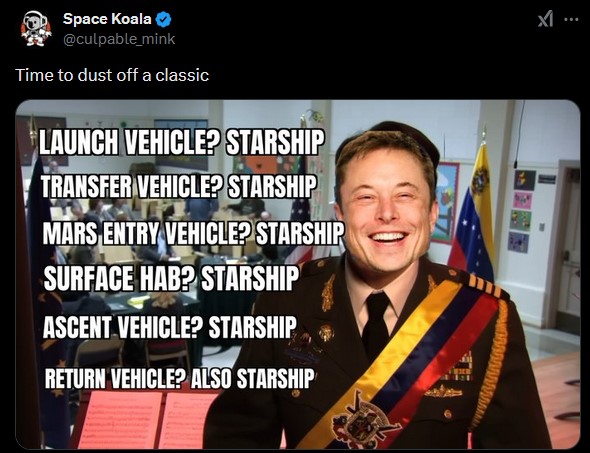 Space Koala
@culpable_mink
Time to dust off a classic
LAUNCH VEHICLE? STARSHIP
TRANSFER VEHICLE? STARSHIP
MARS ENTRY VEHICLE? STARSHIP
SURFACE HAB? STARSHIP
ASCENT VEHICLE? STARSHIP
RETURN VEHICLE? ALSO STARSHIP